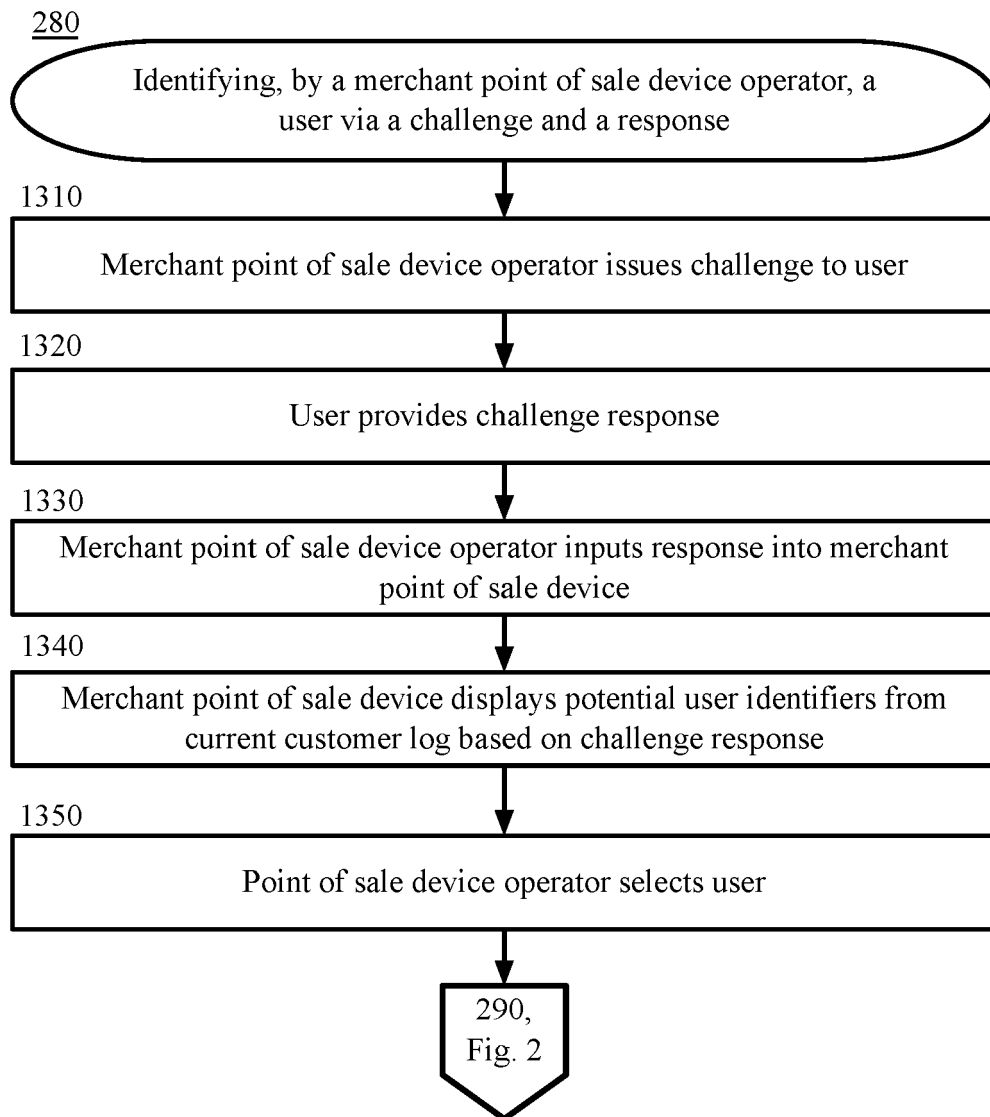 280
Identifying, by a merchant point of sale device operator, a
user via a challenge and a response
1310
Merchant point of sale device operator issues challenge to user
1320
User provides challenge response
1330
Merchant point of sale device operator inputs response into merchant
point of sale device
1340
Merchant point of sale device displays potential user identifiers from
current customer log based on challenge response
1350
Point of sale device operator selects user
290,
Fig. 2